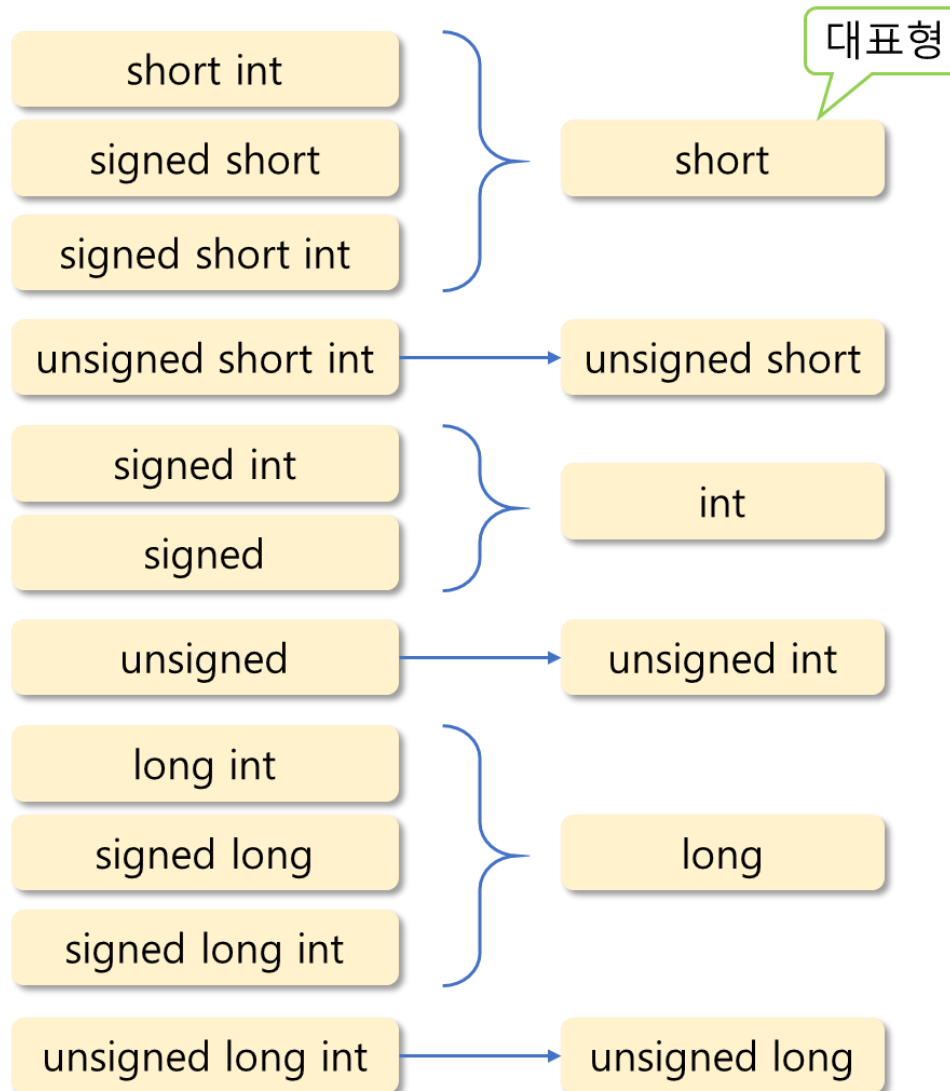 대표형
short int
signed short
short
signed short int
unsigned short int
unsigned short
signed int
int
signed
unsigned
unsigned int
long int
signed long
long
signed long int
unsigned long int
unsigned long